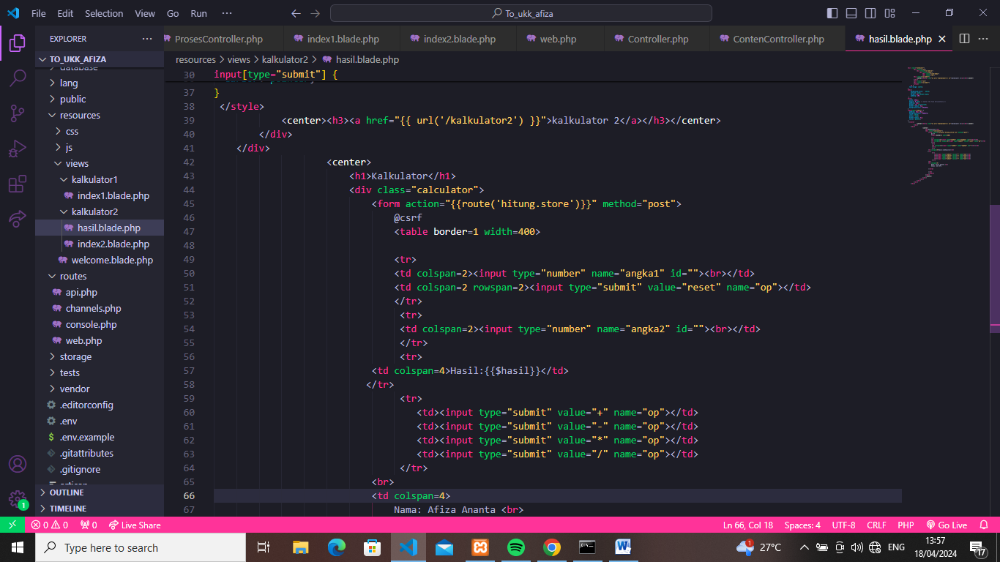 File Edit Selection View Go Run ··· To_ukk_afiza
EXPLORER ···
ProsesController.php index1.blade.php index2.blade.php web.php Controller.php ContenController.php hasil.blade.php
TO_UKK_AFIZA
resources > views > kalkulator2 > hasil.blade.php
database
lang
public
resources
css
js
views
kalkulator1
index1.blade.php
kalkulator2
hasil.blade.php
index2.blade.php
welcome.blade.php
routes
api.php
channels.php
console.php
web.php
storage
tests
vendor
.editorconfig
.env
.env.example
.gitattributes
.gitignore
artisan
OUTLINE
TIMELINE
30 input[type="submit"] {
37 }
38 </style>
39 <center><h3><a href="{{ url('/kalkulator2') }}">kalkulator 2</a></h3></center>
40 </div>
41 </div>
42 <center>
43 <h1>Kalkulator</h1>
44 <div class="calculator">
45 <form action="{{route('hitung.store')}}" method="post">
46 @csrf
47 <table border=1 width=400>
48
49 <tr>
50 <td colspan=2><input type="number" name="angka1" id=""><br></td>
51 <td colspan=2 rowspan=2><input type="submit" value="reset" name="op"></td>
52 </tr>
53 <tr>
54 <td colspan=2><input type="number" name="angka2" id=""><br></td>
55 </tr>
56 <tr>
57 <td colspan=4>Hasil:{{$hasil}}</td>
58 </tr>
59 <tr>
60 <td><input type="submit" value="+" name="op"></td>
61 <td><input type="submit" value="-" name="op"></td>
62 <td><input type="submit" value="*" name="op"></td>
63 <td><input type="submit" value="/" name="op"></td>
64 </tr>
65 <br>
66 <td colspan=4>
67 Nama: Afiza Ananta <br>
1
0 0 0 Live Share Ln 66, Col 18 Spaces: 4 UTF-8 CRLF PHP Go Live
Type here to search 1 27°C ENG 13:57 18/04/2024 17